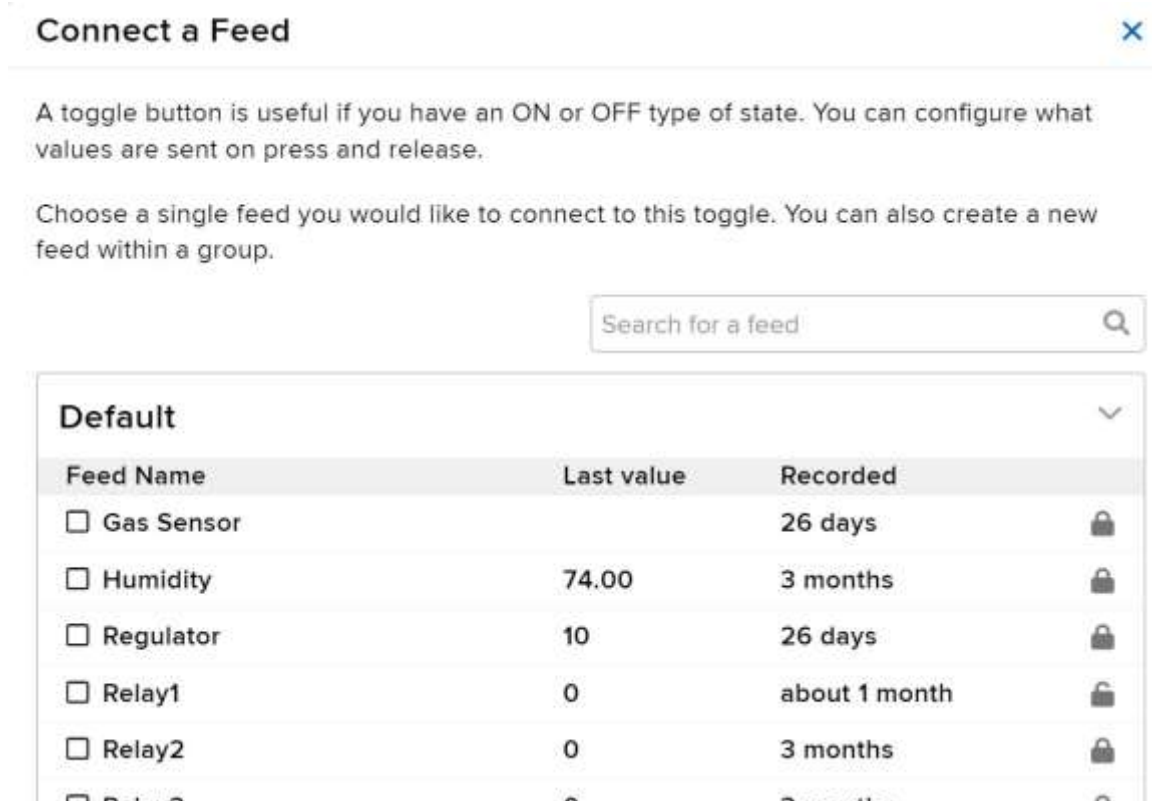 Connect a Feed
A toggle button is useful if you have an ON or OFF type of state. You can configure what
values are sent on press and release.
Choose a single feed you would like to connect to this toggle. You can also create a new
feed within a group.
Search for a feed
Default
Feed Name Last value Recorded
Gas Sensor 26 days
Humidity 74.00 3 months
Regulator 10 26 days
Relay1 0 about 1 month
Relay2 0 3 months